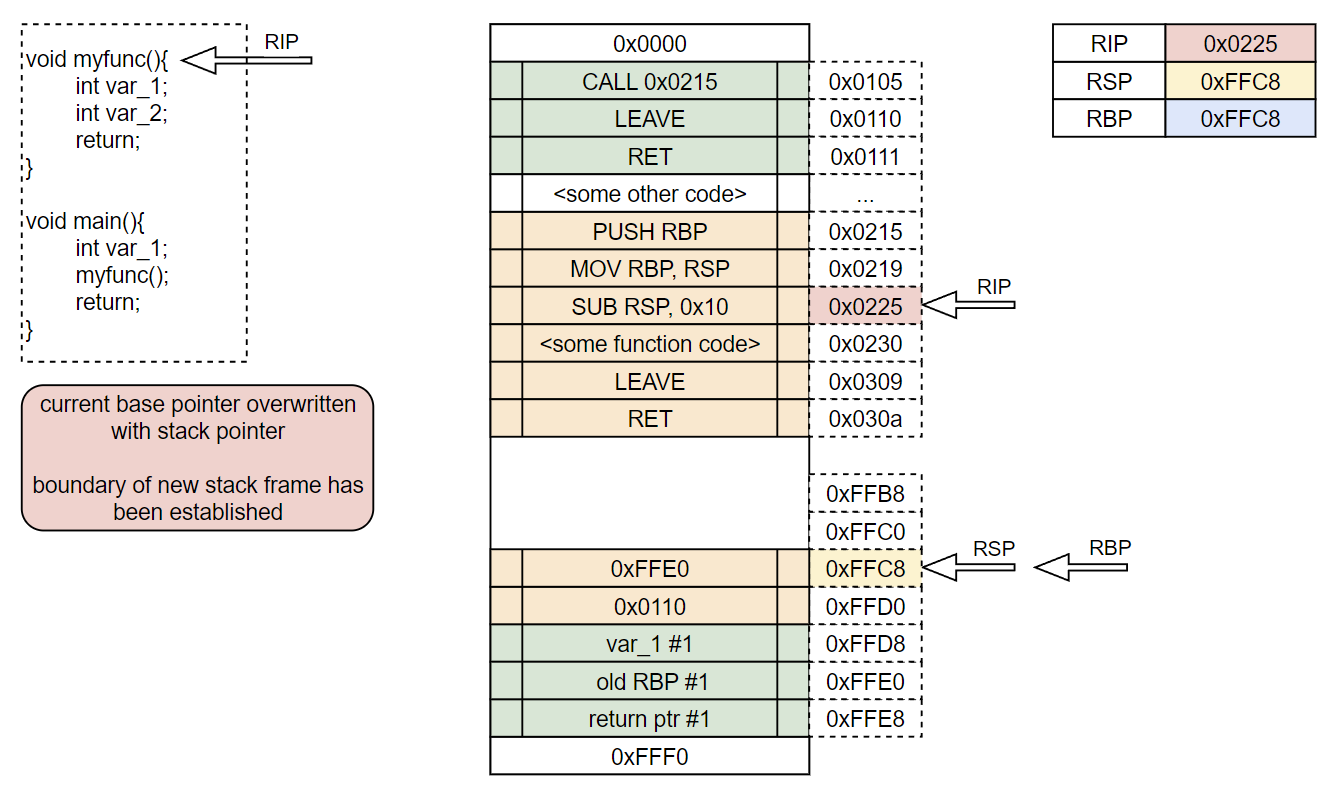 void myfunc(){
int var_1;
int var_2;
return;
}
void main(){
int var_1;
myfunc();
return;
}
RIP
current base pointer overwritten
with stack pointer
boundary of new stack frame has
been established
0x0000
CALL 0x0215 0x0105
LEAVE 0x0110
RET 0x0111
<some other code> ...
PUSH RBP 0x0215
MOV RBP, RSP 0x0219
SUB RSP, 0x10 0x0225 RIP
<some function code> 0x0230
LEAVE 0x0309
RET 0x030a
0xFFB8
0xFFC0
0xFFE0 0xFFC8 RSP RBP
0x0110 0xFFD0
var_1 #1 0xFFD8
old RBP #1 0xFFE0
return ptr #1 0xFFE8
0xFFF0
RIP 0x0225
RSP 0xFFC8
RBP 0xFFC8